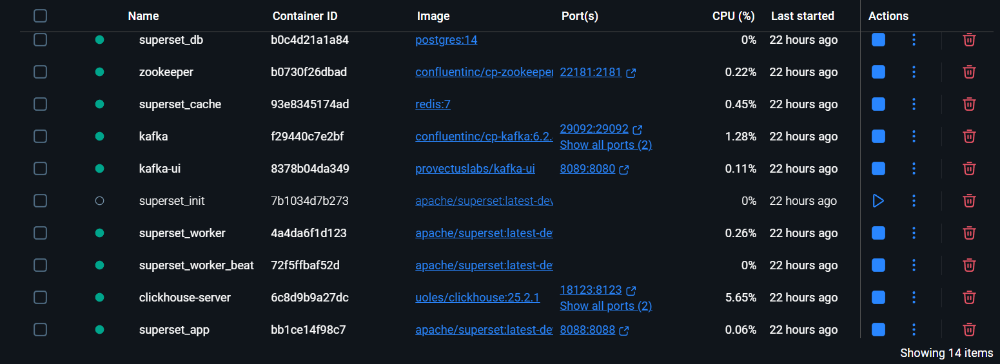 Name Container ID Image Port(s) CPU (%) Last started Actions
superset_db b0c4d21a1a84 postgres:14 0% 22 hours ago
zookeeper b0730f26dbad confluentinc/cp-zookeeper 22181:2181 0.22% 22 hours ago
superset_cache 93e8345174ad redis:7 0.45% 22 hours ago
kafka f29440c7e2bf confluentinc/cp-kafka:6.2. 29092:29092 1.28% 22 hours ago
Show all ports (2)
kafka-ui 8378b04da349 provectuslabs/kafka-ui 8089:8080 0.11% 22 hours ago
superset_init 7b1034d7b273 apache/superset:latest-dev 0% 22 hours ago
superset_worker 4a4da6f1d123 apache/superset:latest-dev 0.26% 22 hours ago
superset_worker_beat 72f5ffbaf52d apache/superset:latest-dev 0% 22 hours ago
clickhouse-server 6c8d9b9a27dc uoles/clickhouse:25.2.1 18123:8123 5.65% 22 hours ago
Show all ports (2)
superset_app bb1ce14f98c7 apache/superset:latest-dev 8088:8088 0.06% 22 hours ago
Showing 14 items